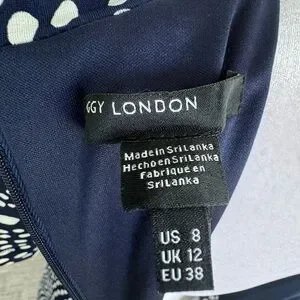 GGY LONDON
Made in Sri Lanka
Hecho en Sri Lanka
Fabriqué en
Sri Lanka
US 8
UK 12
EU 38